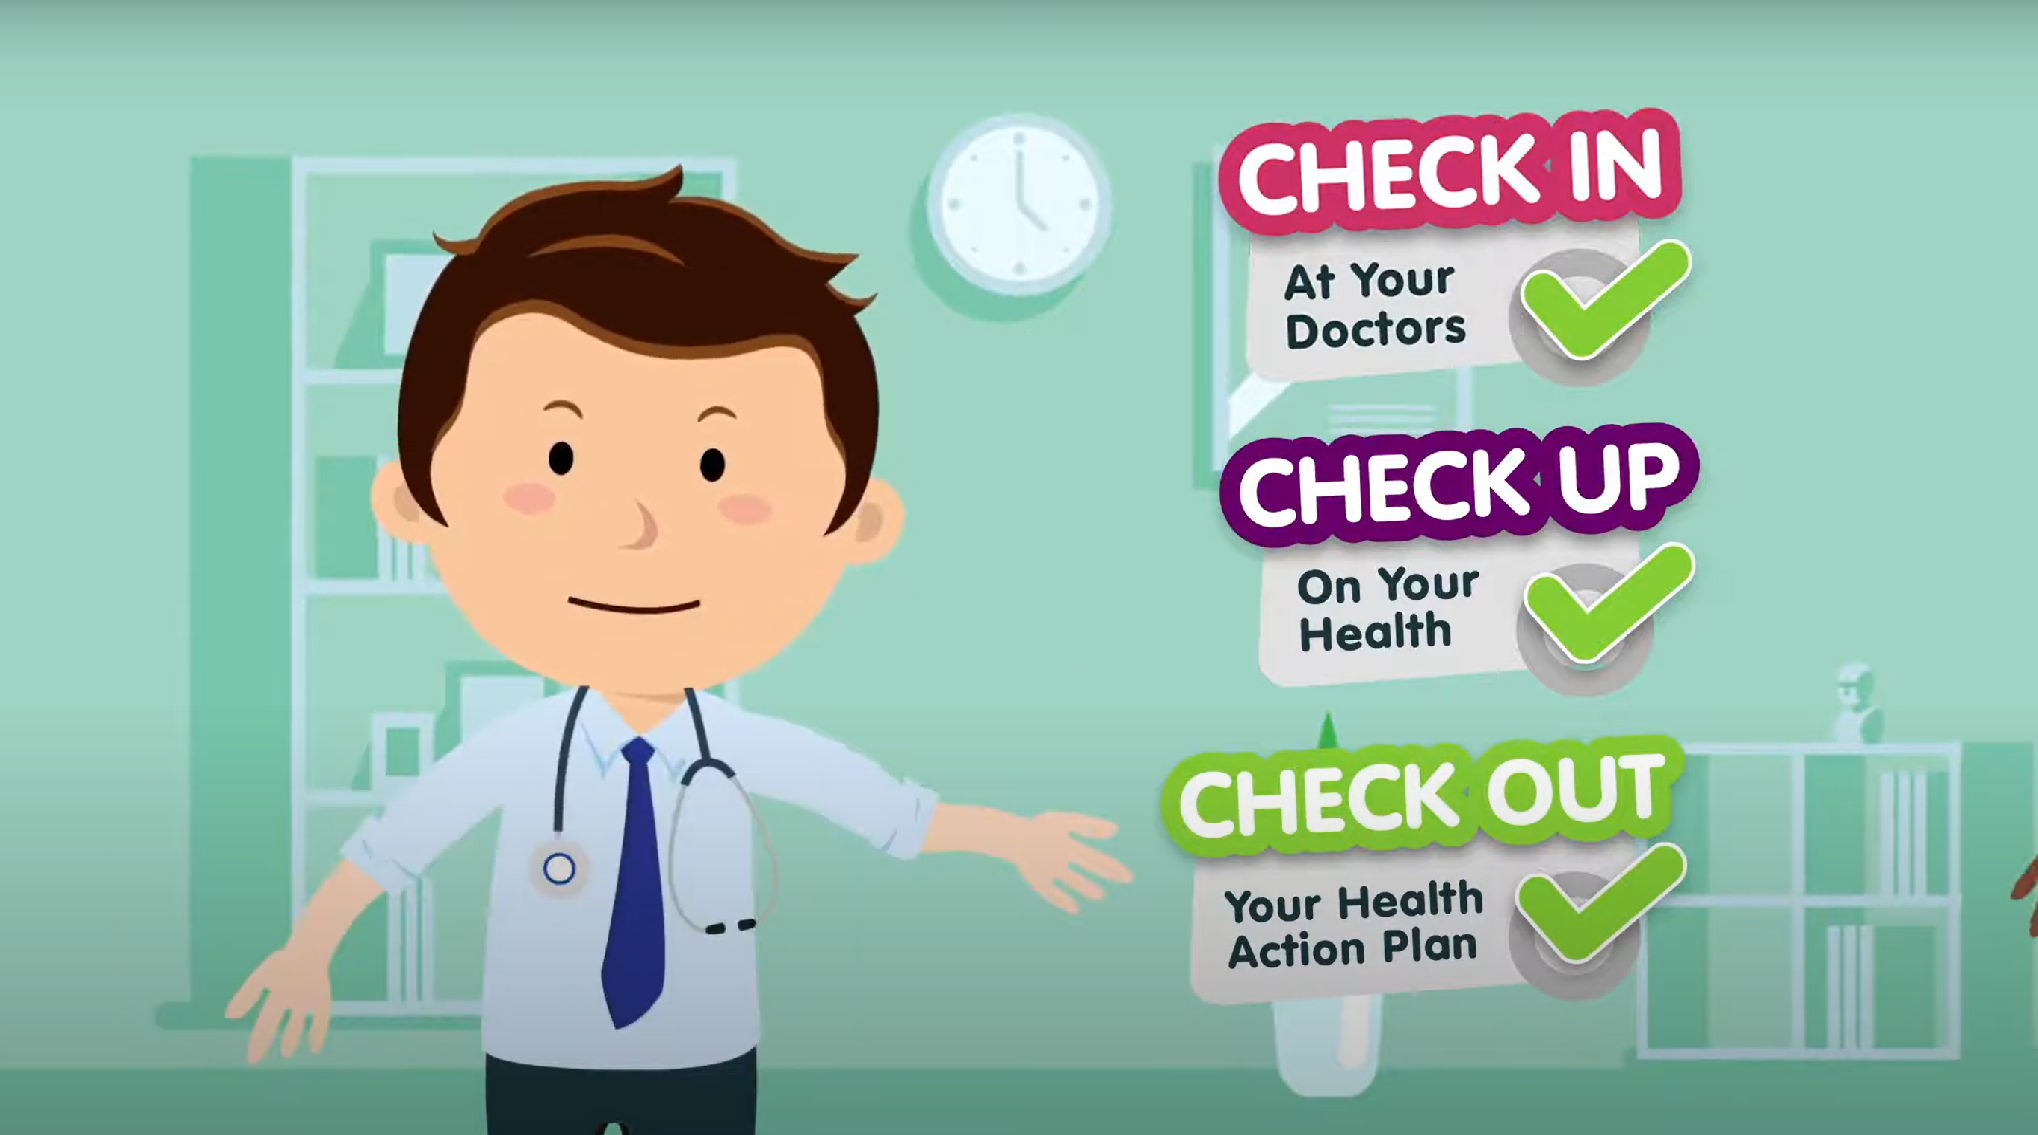 CHECK IN
At Your
Doctors
CHECK UP
On Your
Health
CHECK OUT
Your Health
Action Plan